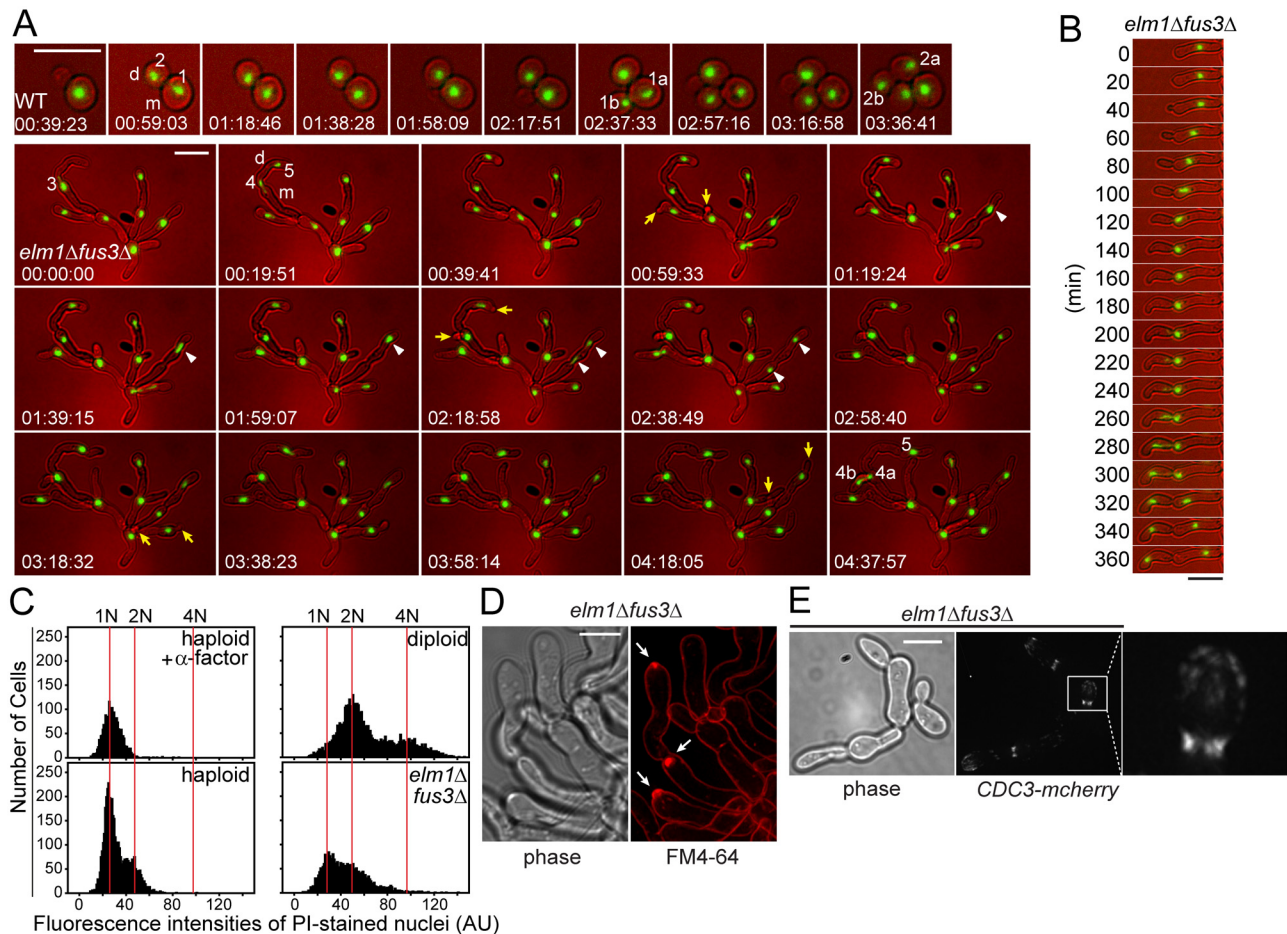 A
WT
00:39:23
d
2
1
m
00:59:03
01:18:46
01:38:28
01:58:09
02:17:51
1a
1b
02:37:33
02:57:16
03:16:58
2a
2b
03:36:41
3
elm1Δfus3Δ
00:00:00
d
5
4
m
00:19:51
00:39:41
00:59:33
01:19:24
01:39:15
01:59:07
02:18:58
02:38:49
02:58:40
03:18:32
03:38:23
03:58:14
04:18:05
5
4b 4a
04:37:57
B
elm1Δfus3Δ
(min)
0
20
40
60
80
100
120
140
160
180
200
220
240
260
280
300
320
340
360
C
Number of Cells
1N 2N 4N
haploid
+α-factor
250
200
150
100
50
0
1N 2N 4N
diploid
haploid
250
200
150
100
50
0
0 40 80 120
elm1Δ
fus3Δ
0 40 80 120
Fluorescence intensities of PI-stained nuclei (AU)
D
elm1Δfus3Δ
phase
FM4-64
E
elm1Δfus3Δ
phase
CDC3-mcherry